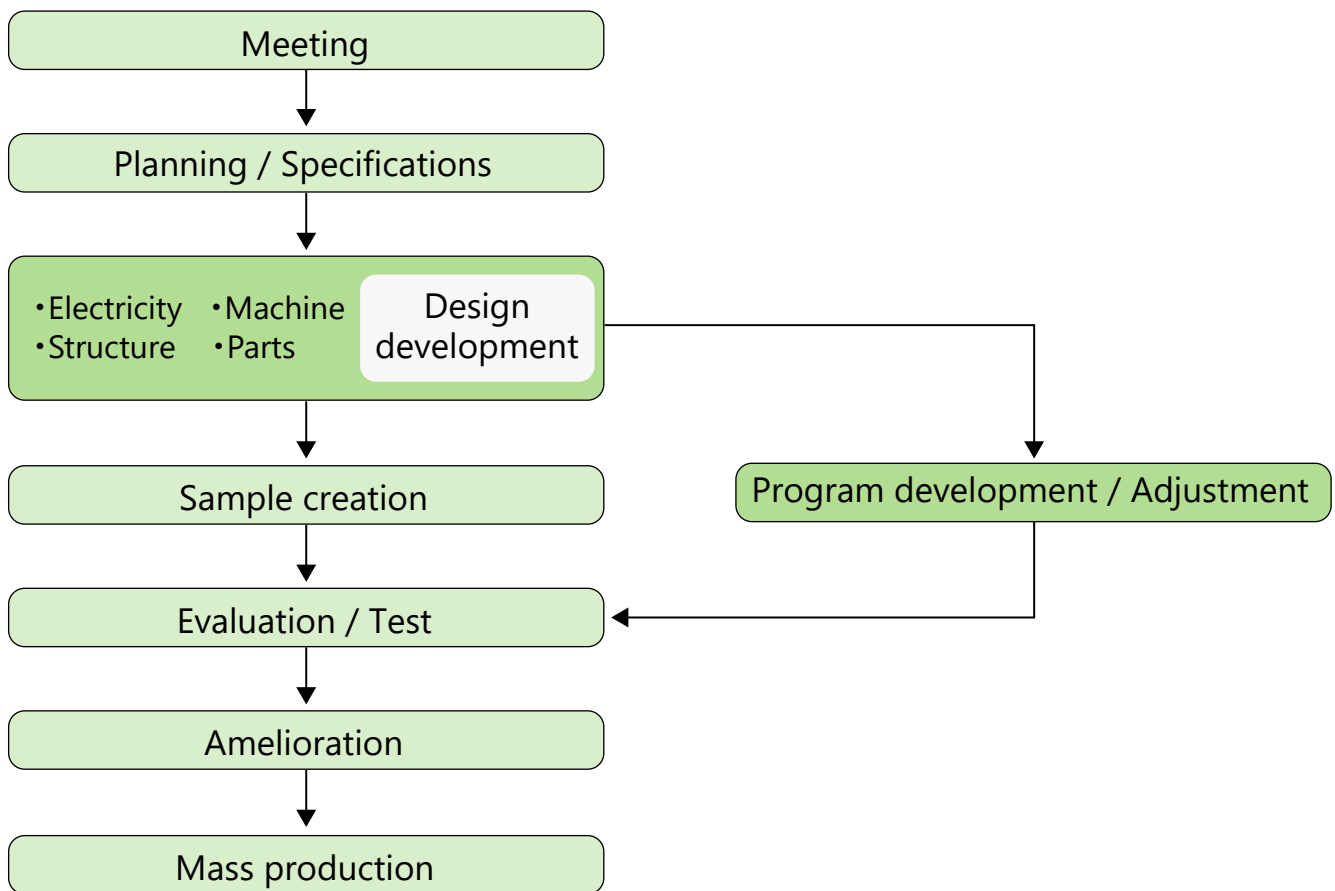 Meeting
Planning / Specifications
・Electricity ・Machine
・Structure ・Parts
Design
development
Sample creation
Program development / Adjustment
Evaluation / Test
Amelioration
Mass production